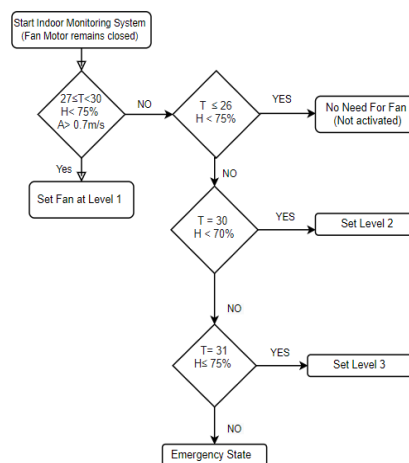 Start Indoor Monitoring System
(Fan Motor remains closed)
27≤T<30
H< 75%
A> 0.7m/s
NO
T ≤ 26
H < 75%
YES
No Need For Fan
(Not activated)
Yes
Set Fan at Level 1
NO
T = 30
H < 70%
YES
Set Level 2
NO
T= 31
H≤ 75%
YES
Set Level 3
NO
Emergency State